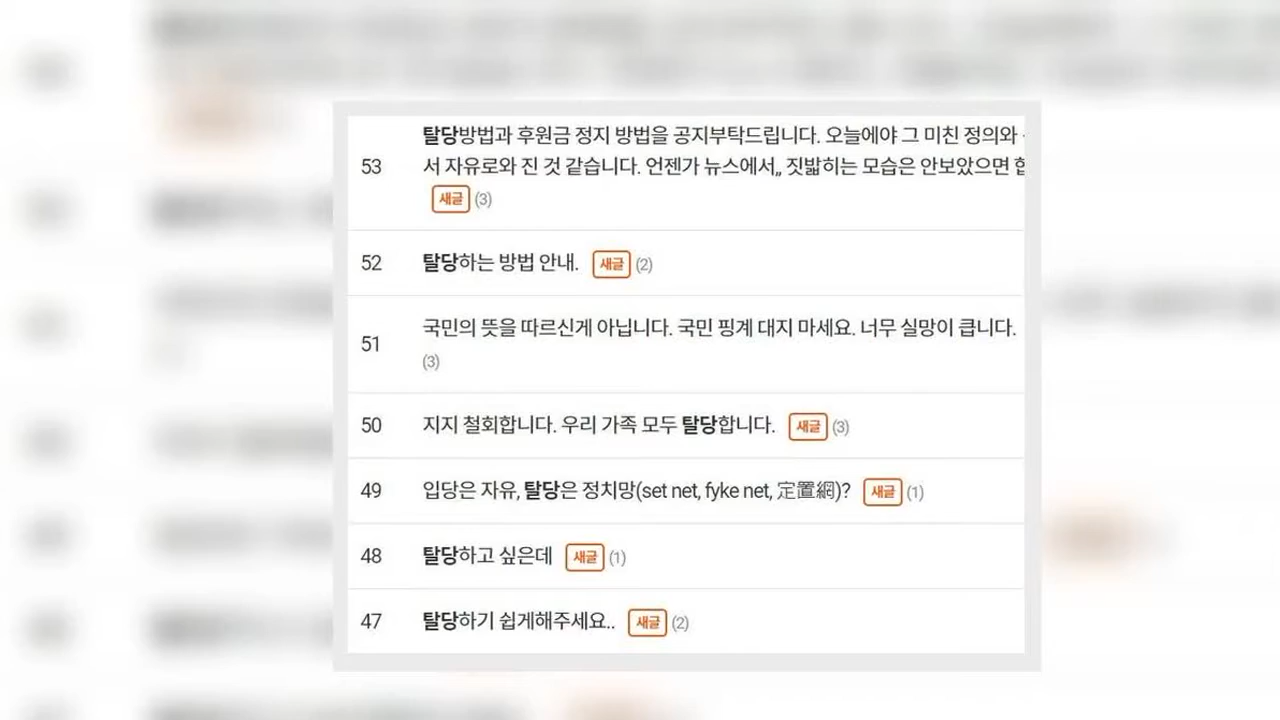 탈당방법과 후원금 정지 방법을 공지부탁드립니다. 오늘에야 그 미친 정의와
53
서 자유로와 진 것 같습니다. 언젠가 뉴스에서,, 짓밟히는 모습은 안보았으면
새글 (3)
52 탈당하는 방법 안내. 새글 (2)
국민의 뜻을 따르신게 아닙니다. 국민 핑계 대지 마세요. 너무 실망이 큽니다.
51
(3)
50 지지 철회합니다. 우리 가족 모두 탈당합니다. 새글 (3)
49 입당은 자유, 탈당은 정치망(set net, fyke net, 定置網)? 새글 (1)
48 탈당하고 싶은데 새글 (1)
47 탈당하기 쉽게해주세요.. 새글 (2)